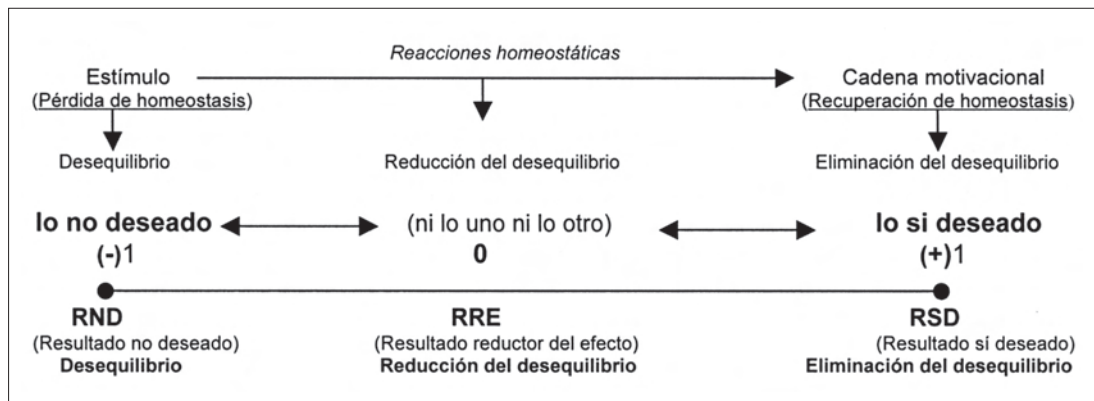 Reacciones homeostáticas
Estímulo
(Pérdida de homeostasis)
Cadena motivacional
(Recuperación de homeostasis)
Desequilibrio
Reducción del desequilibrio
Eliminación del desequilibrio
lo no deseado
(ni lo uno ni lo otro)
lo si deseado
(-)1
0
(+)1
RND
RRE
RSD
(Resultado no deseado)
(Resultado reductor del efecto)
(Resultado sí deseado)
Desequilibrio
Reducción del desequilibrio
Eliminación del desequilibrio